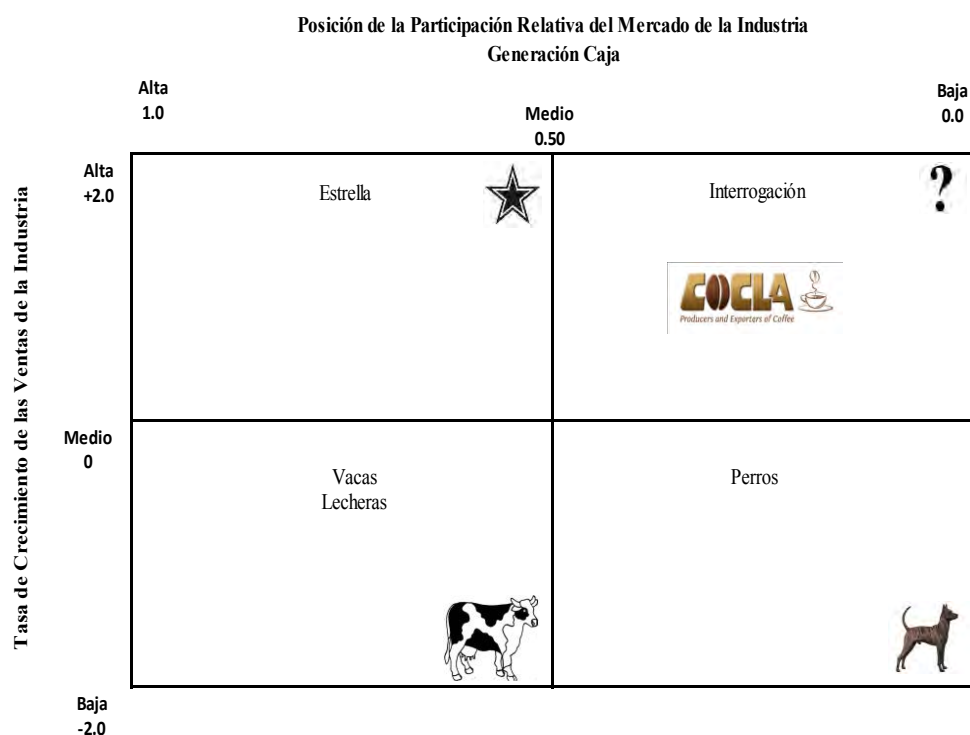 Posición de la Participación Relativa del Mercado de la Industria
Generación Caja
Alta
1.0
Medio
0.50
Baja
0.0
Tasa de Crecimiento de las Ventas de la Industria
Alta
+2.0
Estrella
Interrogación
?
COCLA
Producers and Exporters of Coffee
Medio
0
Vacas
Lecheras
Perros
Baja
-2.0